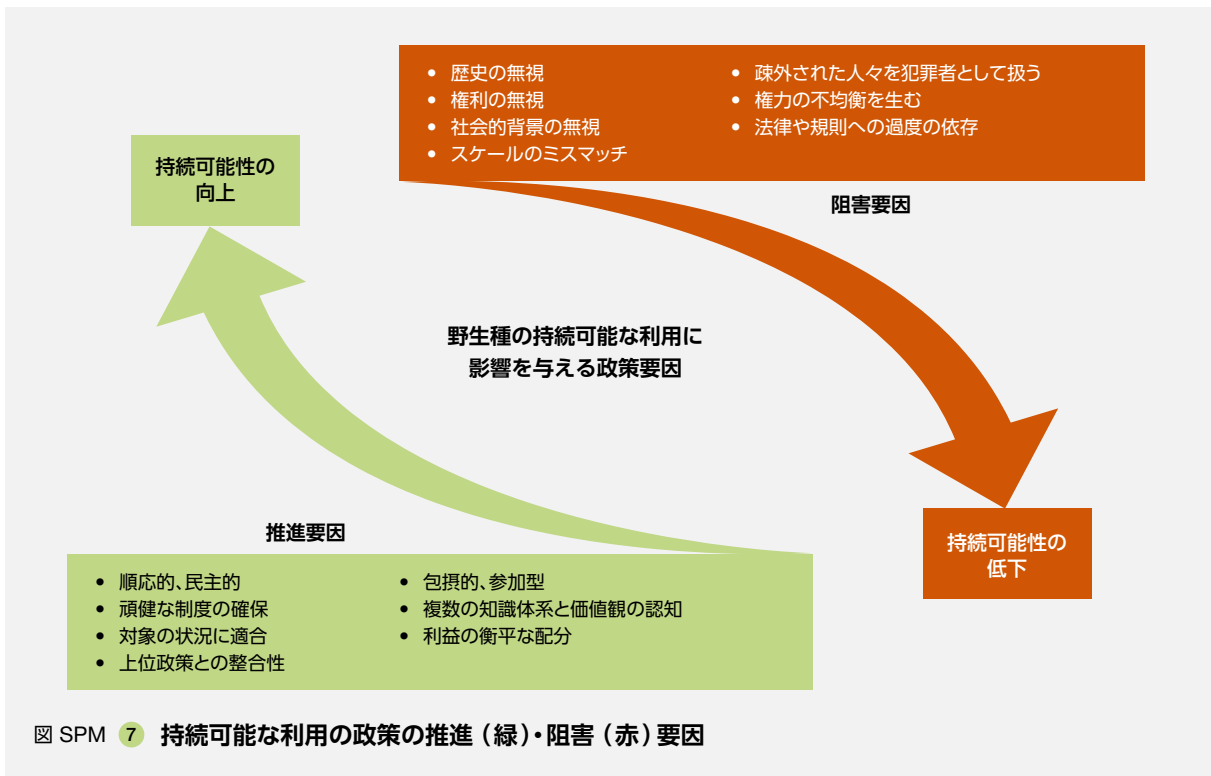 • 歴史の無視
• 権利の無視
• 社会的背景の無視
• スケールのミスマッチ
• 疎外された人々を犯罪者として扱う
• 権力の不均衡を生む
• 法律や規則への過度の依存
持続可能性の
向上
阻害要因
野生種の持続可能な利用に
影響を与える政策要因
推進要因
持続可能性の
低下
• 順応的、民主的
• 頑健な制度の確保
• 対象の状況に適合
• 上位政策との整合性
• 包摂的、参加型
• 複数の知識体系と価値観の認知
• 利益の衡平な配分
図 SPM 7 持続可能な利用の政策の推進（緑）・阻害（赤）要因